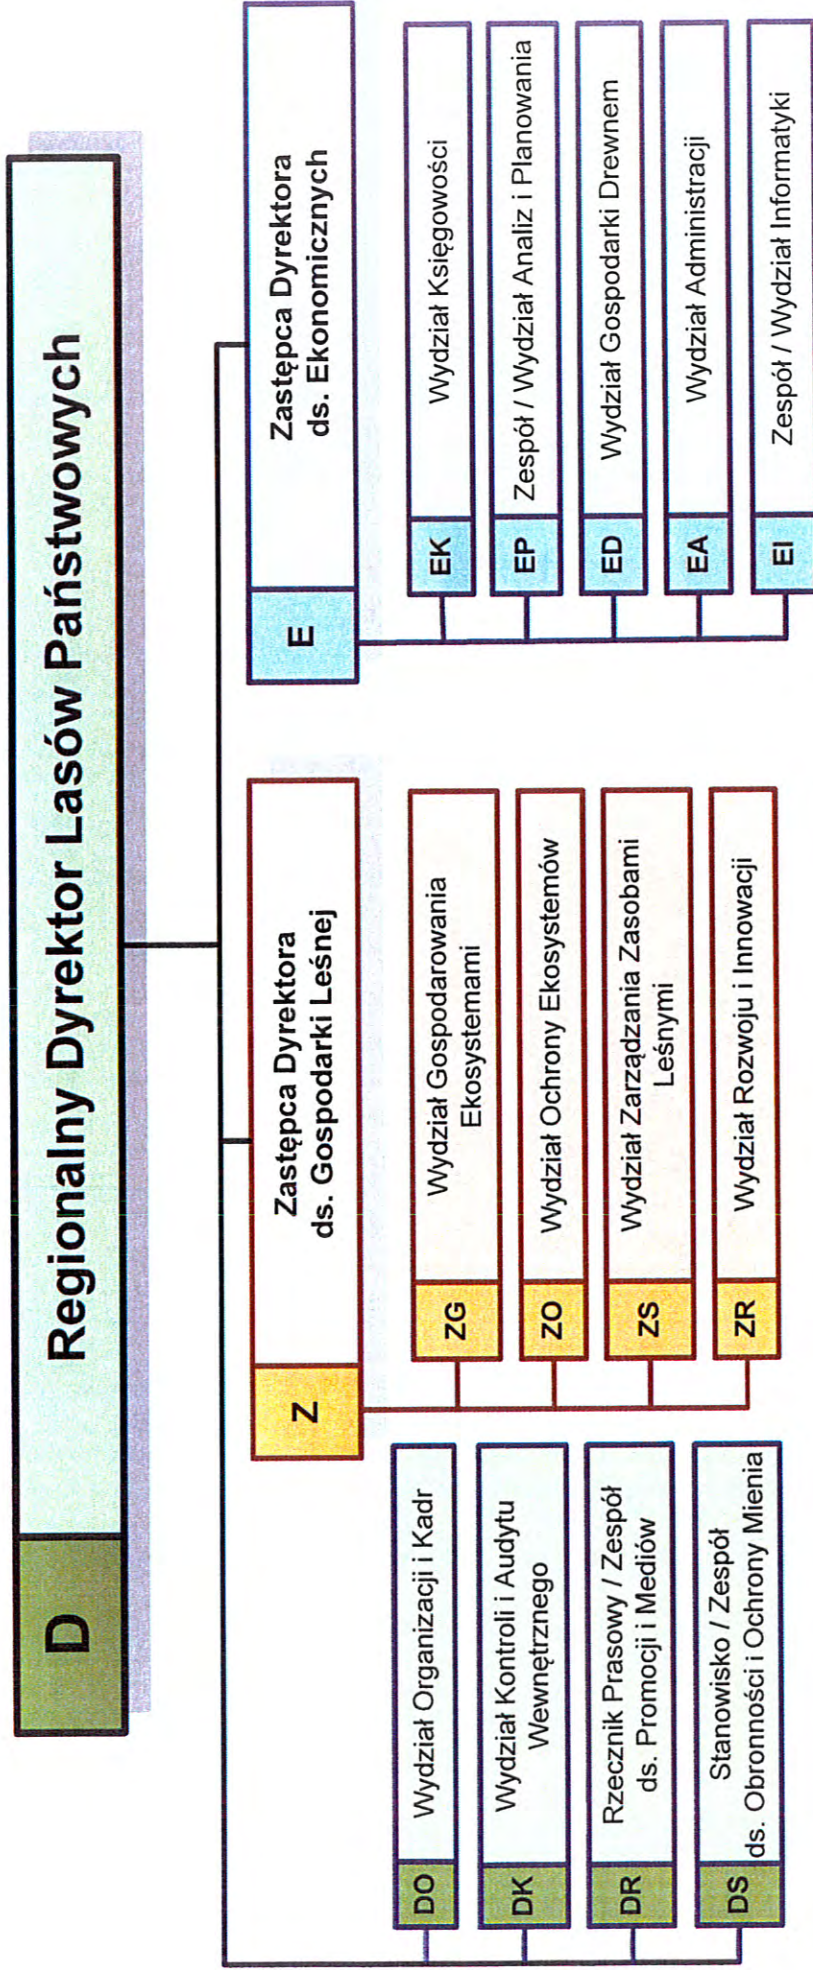 D
Regionalny Dyrektor Lasów Państwowych
DO
Wydział Organizacji i Kadr
DK
Wydział Kontroli i Audytu
Wewnętrznego
DR
Rzecznik Prasowy / Zespół
ds. Promocji i Mediów
DS
Stanowisko / Zespół
ds. Obronności i Ochrony Mienia
Z
Zastępca Dyrektora
ds. Gospodarki Leśnej
ZG
Wydział Gospodarowania
Ekosystemami
ZO
Wydział Ochrony Ekosystemów
ZS
Wydział Zarządzania Zasobami
Leśnymi
ZR
Wydział Rozwoju i Innowacji
E
Zastępca Dyrektora
ds. Ekonomicznych
EK
Wydział Księgowości
EP
Zespół / Wydział Analiz i Planowania
ED
Wydział Gospodarki Drewnem
EA
Wydział Administracji
EI
Zespół / Wydział Informatyki